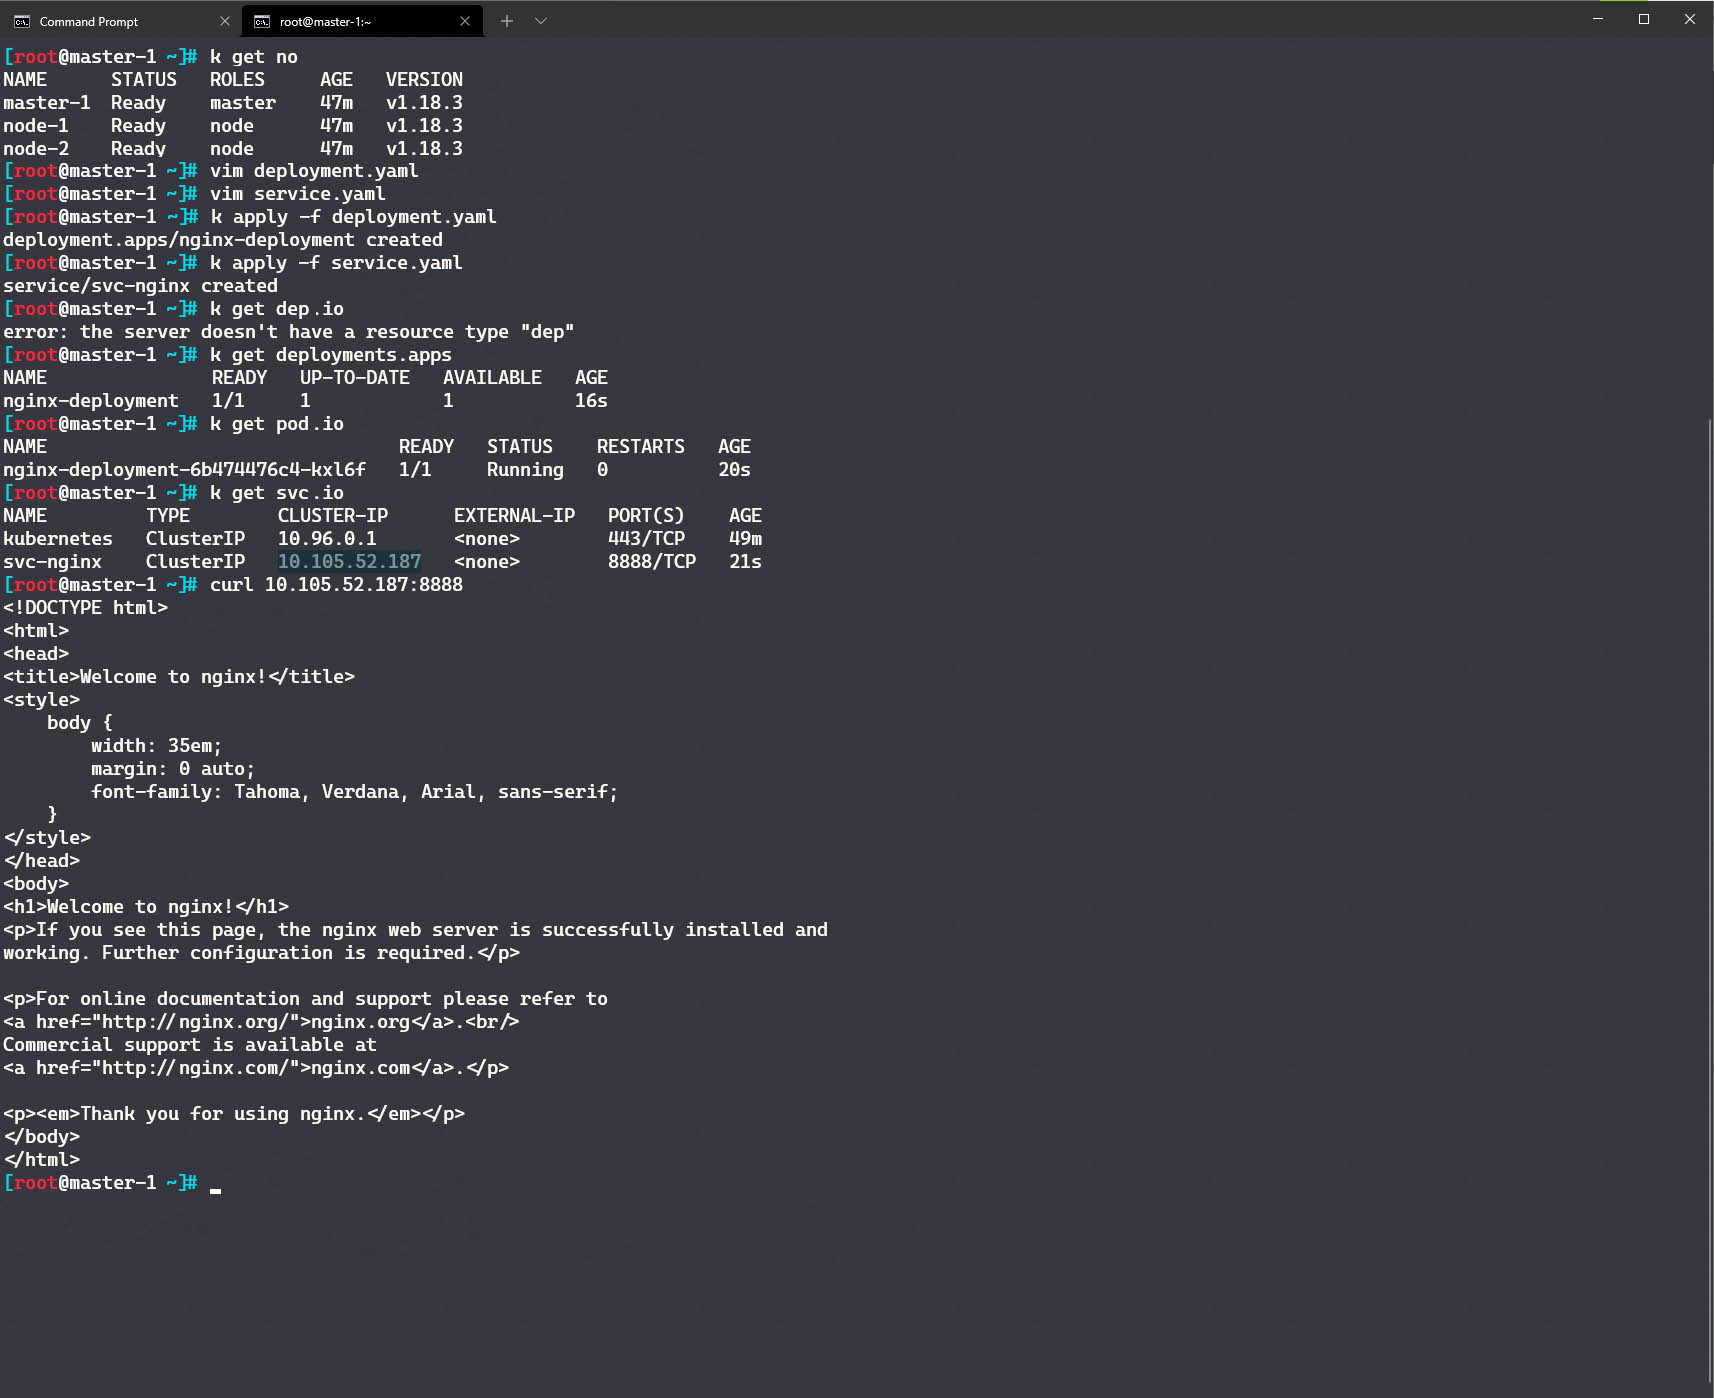 Command Prompt
root@master-1:~
[root@master-1 ~]# k get no
NAME      STATUS   ROLES     AGE   VERSION
master-1  Ready    master    47m   v1.18.3
node-1    Ready    node      47m   v1.18.3
node-2    Ready    node      47m   v1.18.3
[root@master-1 ~]# vim deployment.yaml
[root@master-1 ~]# vim service.yaml
[root@master-1 ~]# k apply -f deployment.yaml
deployment.apps/nginx-deployment created
[root@master-1 ~]# k apply -f service.yaml
service/svc-nginx created
[root@master-1 ~]# k get dep.io
error: the server doesn't have a resource type "dep"
[root@master-1 ~]# k get deployments.apps
NAME               READY   UP-TO-DATE   AVAILABLE   AGE
nginx-deployment   1/1     1            1           16s
[root@master-1 ~]# k get pod.io
NAME                                READY   STATUS    RESTARTS   AGE
nginx-deployment-6b474476c4-kxl6f   1/1     Running   0          20s
[root@master-1 ~]# k get svc.io
NAME         TYPE        CLUSTER-IP      EXTERNAL-IP   PORT(S)    AGE
kubernetes   ClusterIP   10.96.0.1       <none>        443/TCP    49m
svc-nginx    ClusterIP   10.105.52.187   <none>        8888/TCP   21s
[root@master-1 ~]# curl 10.105.52.187:8888
<!DOCTYPE html>
<html>
<head>
<title>Welcome to nginx!</title>
<style>
    body {
        width: 35em;
        margin: 0 auto;
        font-family: Tahoma, Verdana, Arial, sans-serif;
    }
</style>
</head>
<body>
<h1>Welcome to nginx!</h1>
<p>If you see this page, the nginx web server is successfully installed and
working. Further configuration is required.</p>

<p>For online documentation and support please refer to
<a href="http://nginx.org/">nginx.org</a>.<br/>
Commercial support is available at
<a href="http://nginx.com/">nginx.com</a>.</p>

<p><em>Thank you for using nginx.</em></p>
</body>
</html>
[root@master-1 ~]#